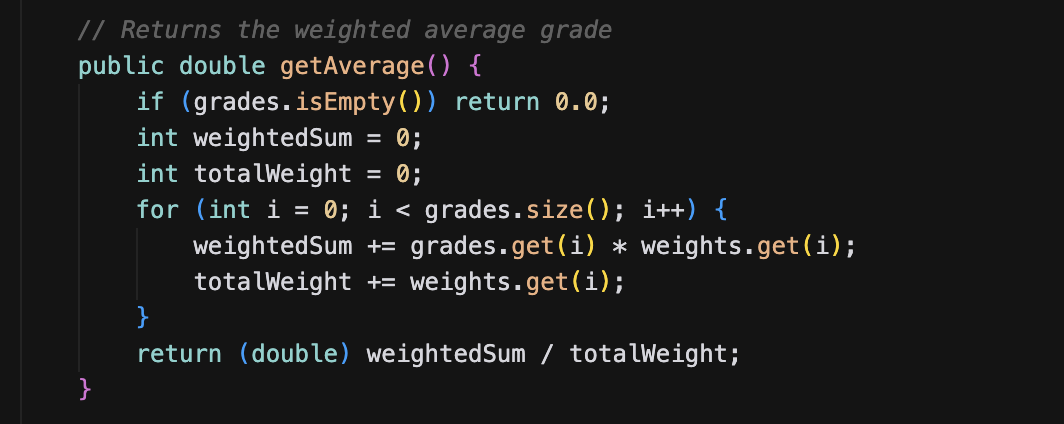 // Returns the weighted average grade
public double getAverage() {
if (grades.isEmpty()) return 0.0;
int weightedSum = 0;
int totalWeight = 0;
for (int i = 0; i < grades.size(); i++) {
weightedSum += grades.get(i) * weights.get(i);
totalWeight += weights.get(i);
}
return (double) weightedSum / totalWeight;
}